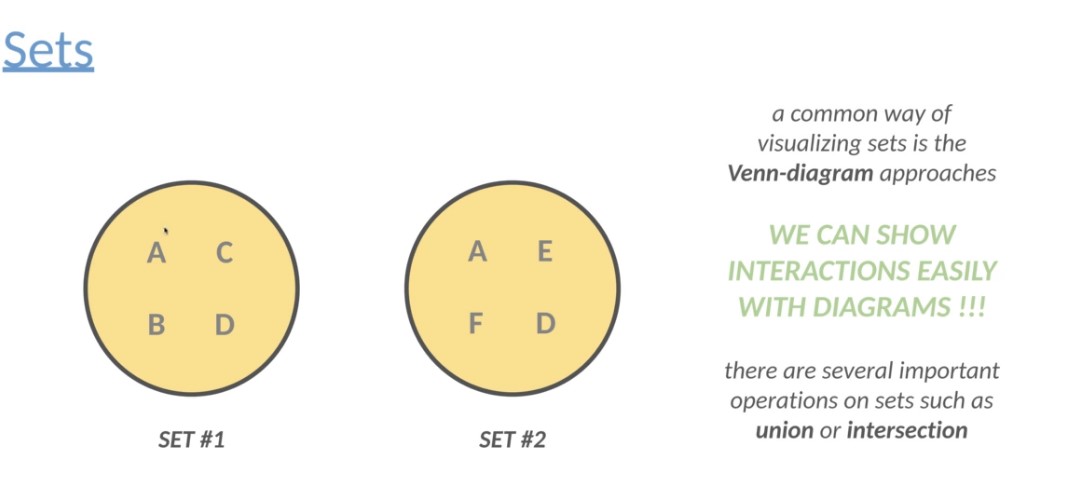 Sets
A C
B D
SET #1
A E
F D
SET #2
a common way of
visualizing sets is the
Venn-diagram approaches
WE CAN SHOW
INTERACTIONS EASILY
WITH DIAGRAMS !!!
there are several important
operations on sets such as
union or intersection